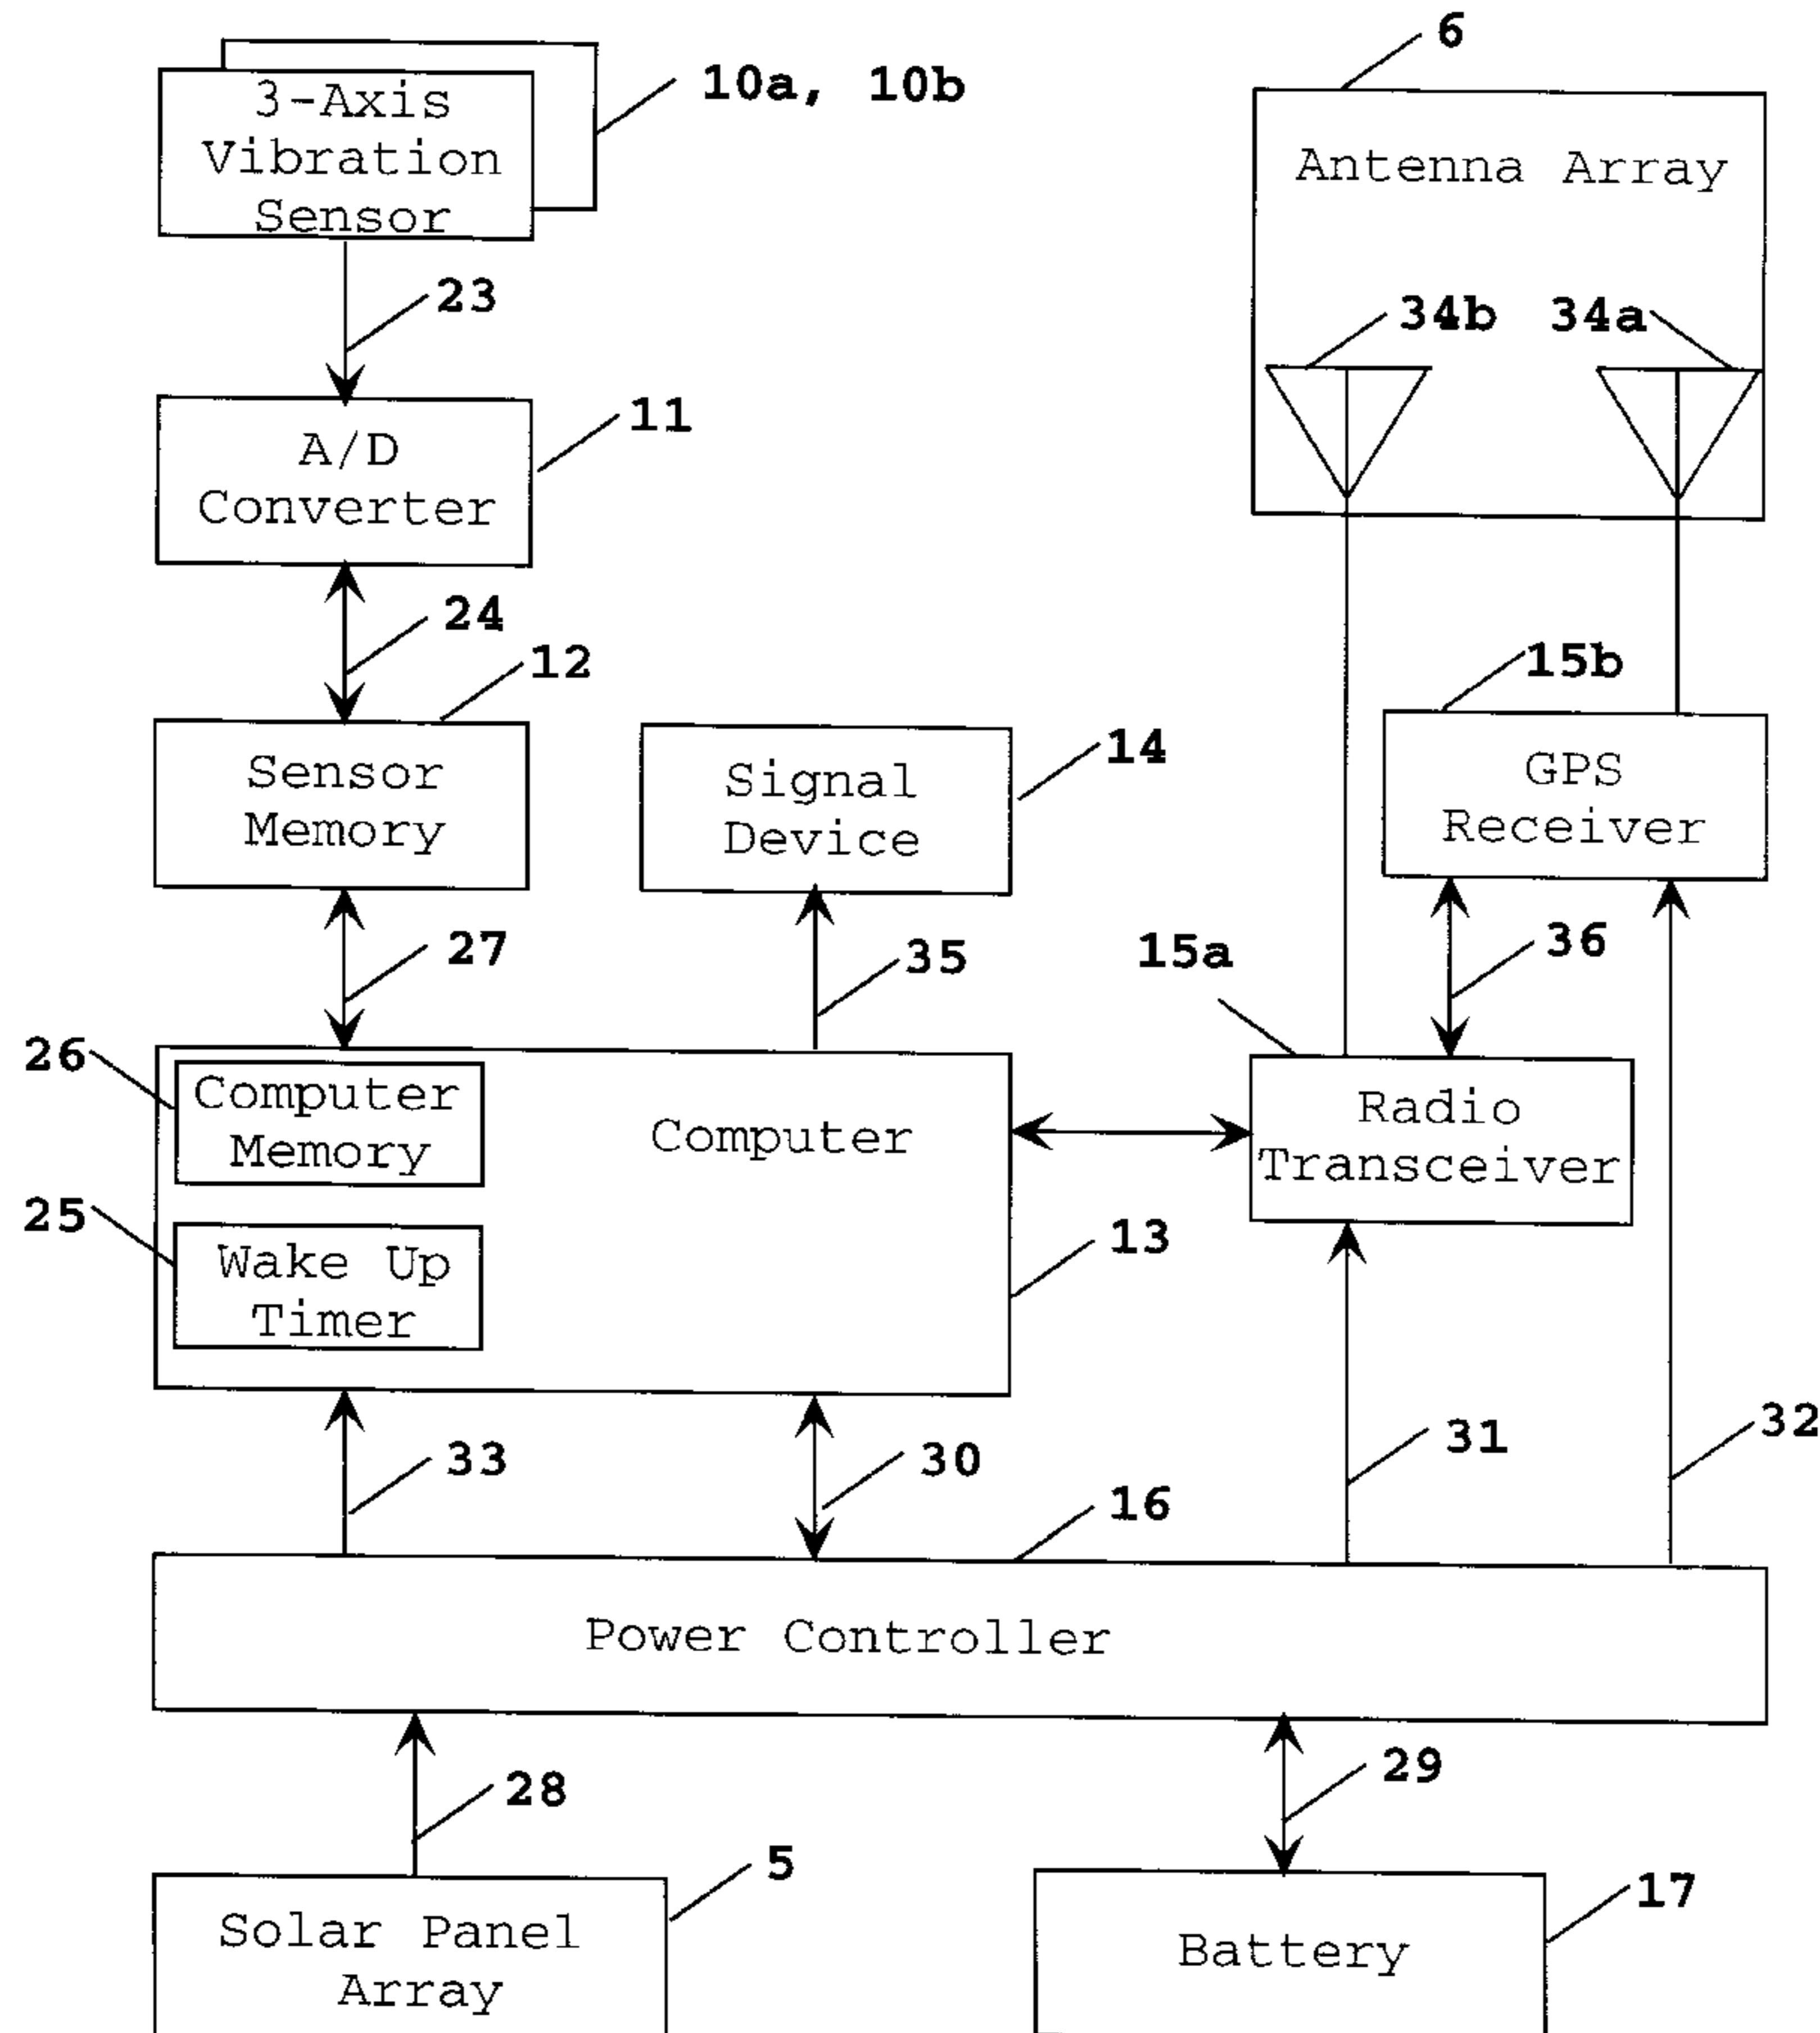 6
10a, 10b
3-Axis
Vibration
Sensor
Antenna Array
23
34b 34a
11
A/D
Converter
24
12
15b
14
Sensor
Memory
Signal
Device
GPS
Receiver
27
35
15a
36
26
Computer
Memory
Computer
Radio
Transceiver
25
13
Wake Up
Timer
33
30
31
32
16
Power Controller
28
29
5
17
Solar Panel
Array
Battery